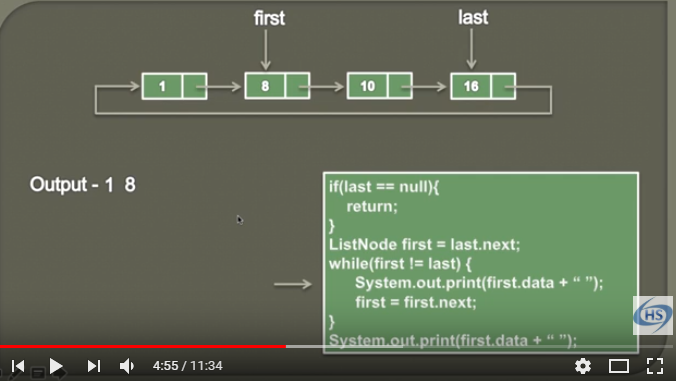 first last
1 8 10 16
Output - 1 8
if(last == null){
return;
}
ListNode first = last.next;
while(first != last) {
System.out.print(first.data + “ ”);
first = first.next;
}
System.out.print(first.data + “ ”);
HS
4:55 / 11:34